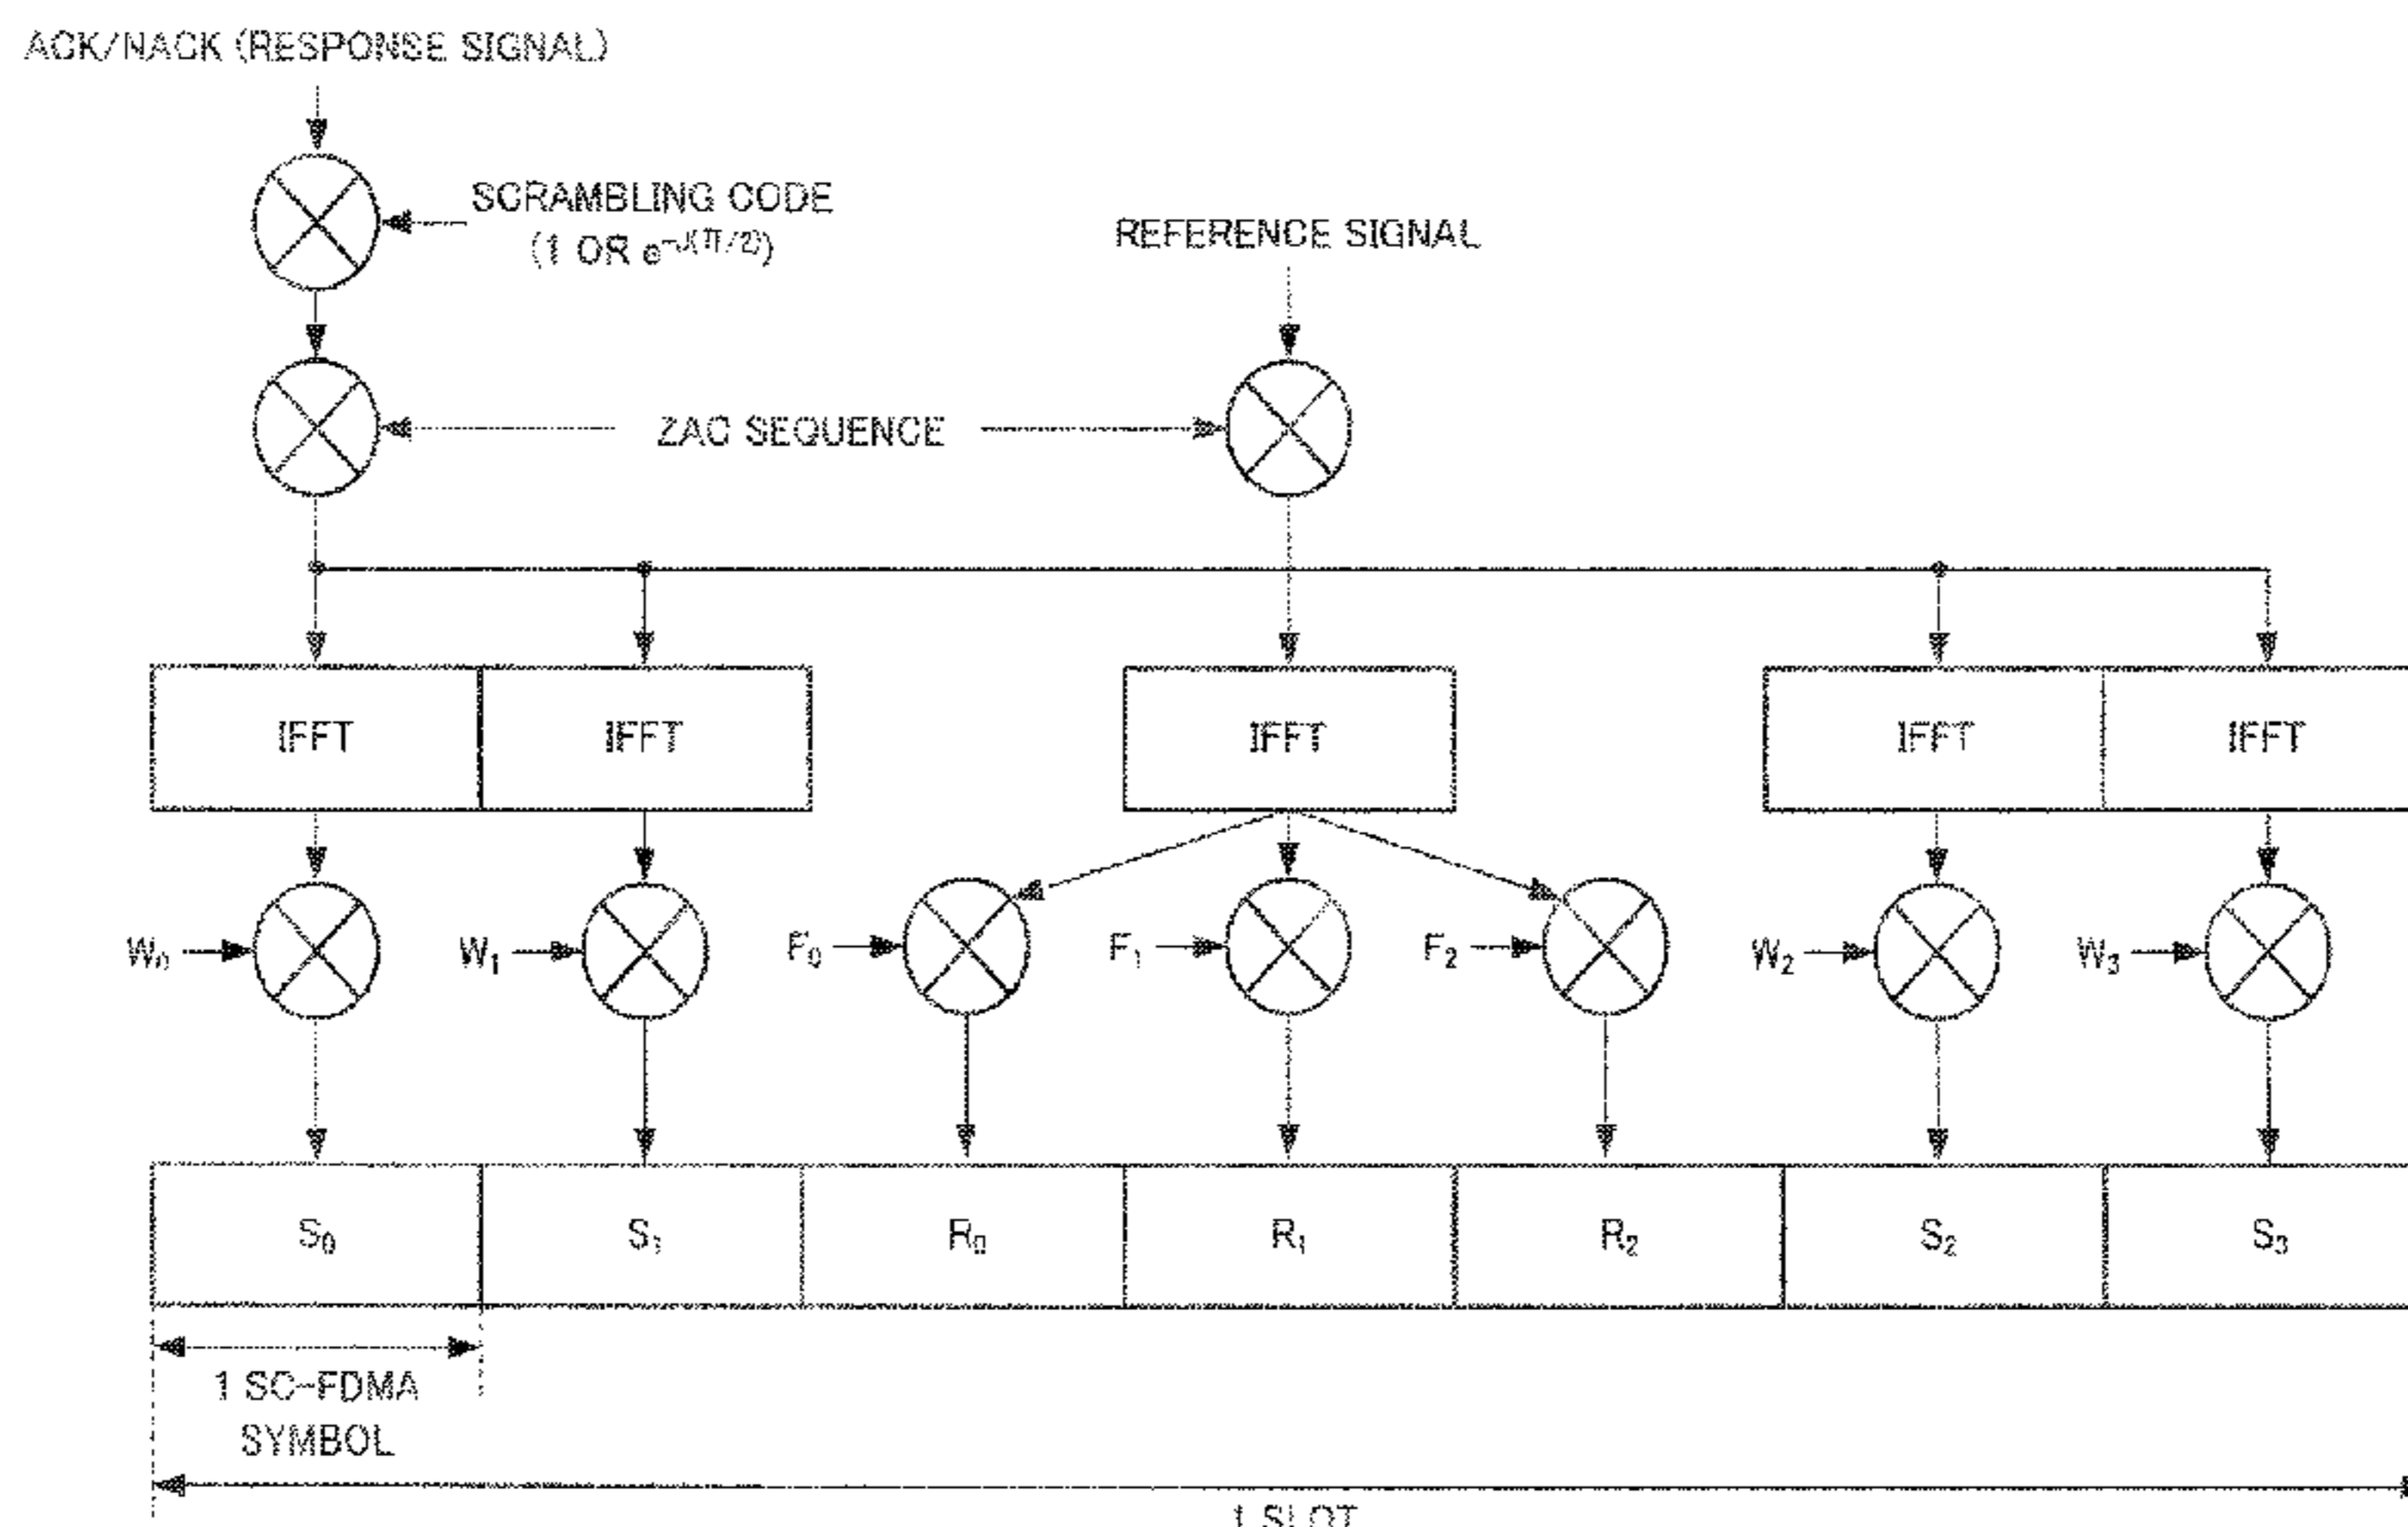 ACK/NACK (RESPONSE SIGNAL)
SCRAMBLING CODE
(1 OR e⁻ᴶ⁽π/²⁾)
REFERENCE SIGNAL
ZAC SEQUENCE
IFFT IFFT IFFT IFFT IFFT
W₀ W₁ F₀ F₁ F₂ W₂ W₃
S₀ S₁ R₀ R₁ R₂ S₂ S₃
1 SC-FDMA
SYMBOL
1 SLOT